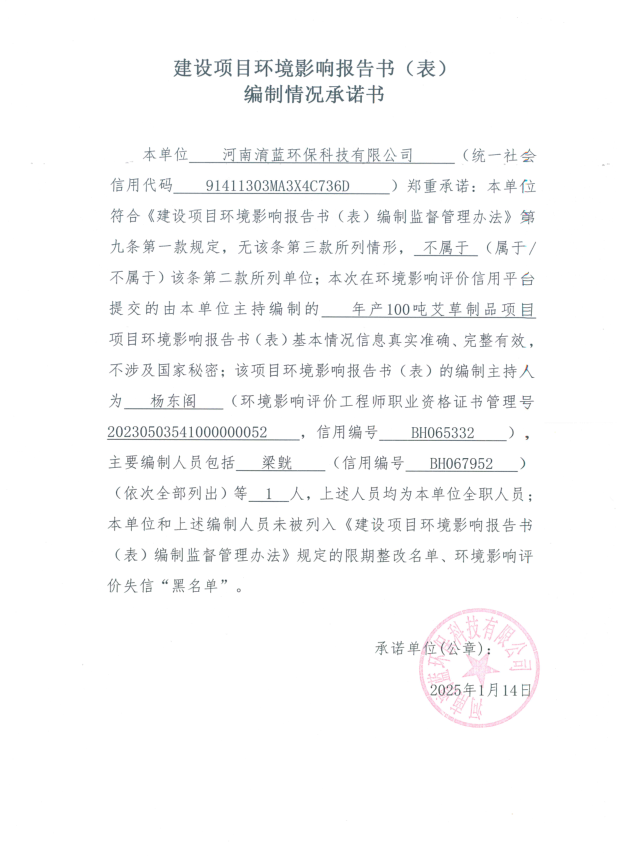 建设项目环境影响报告书（表）
编制情况承诺书
本单位 河南淯蓝环保科技有限公司 （统一社会
信用代码 91411303MA3X4C736D ）郑重承诺：本单位
符合《建设项目环境影响报告书（表）编制监督管理办法》第
九条第一款规定，无该条第三款所列情形， 不属于 （属于/
不属于）该条第二款所列单位；本次在环境影响评价信用平台
提交的由本单位主持编制的 年产100吨艾草制品项目
项目环境影响报告书（表）基本情况信息真实准确、完整有效，
不涉及国家秘密；该项目环境影响报告书（表）的编制主持人
为 杨东阁 （环境影响评价工程师职业资格证书管理号
20230503541000000052 ，信用编号 BH065332 ），
主要编制人员包括 梁㲽 （信用编号 BH067952 ）
（依次全部列出）等 1 人，上述人员均为本单位全职人员；
本单位和上述编制人员未被列入《建设项目环境影响报告书
（表）编制监督管理办法》规定的限期整改名单、环境影响评
价失信“黑名单”。
承诺单位(公章)：
2025年1月14日
河南淯蓝环保科技有限公司